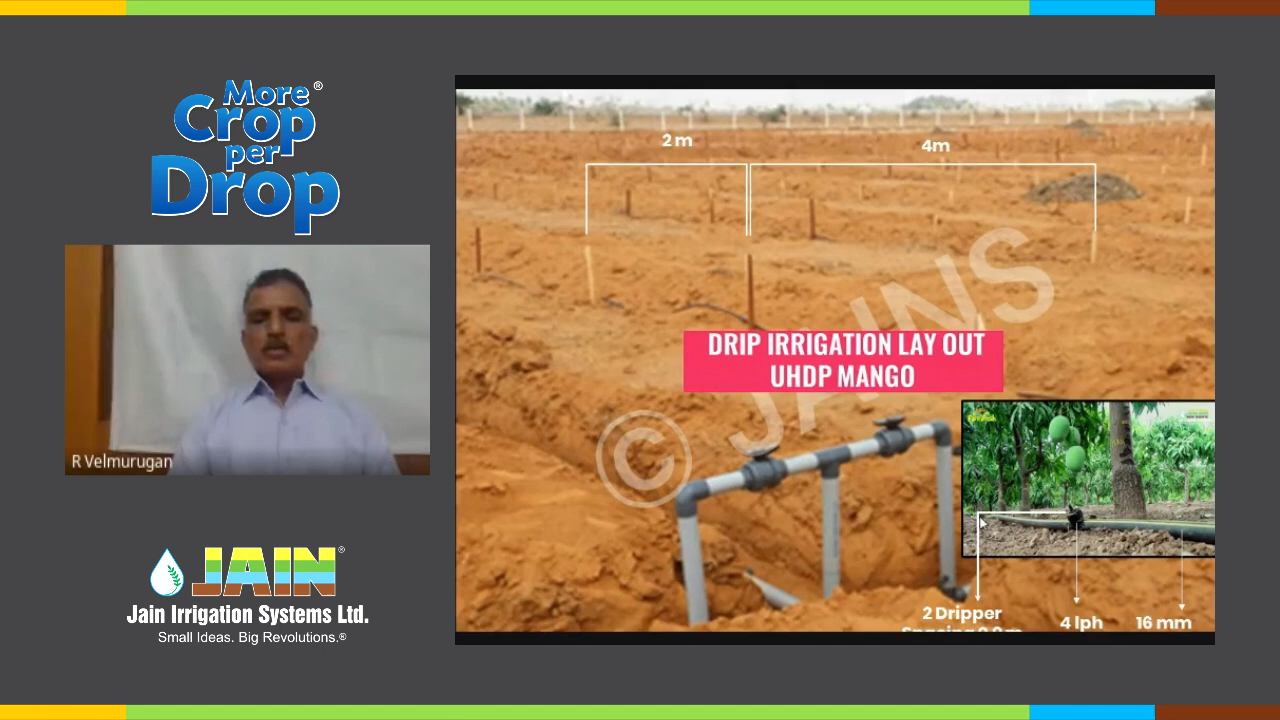 More
Crop
per
Drop
R Velmurugan
JAIN
Jain Irrigation Systems Ltd.
Small Ideas. Big Revolutions.®
2 m
4m
© JAINS
DRIP IRRIGATION LAY OUT
UHDP MANGO
2 Dripper
4 lph
16 mm